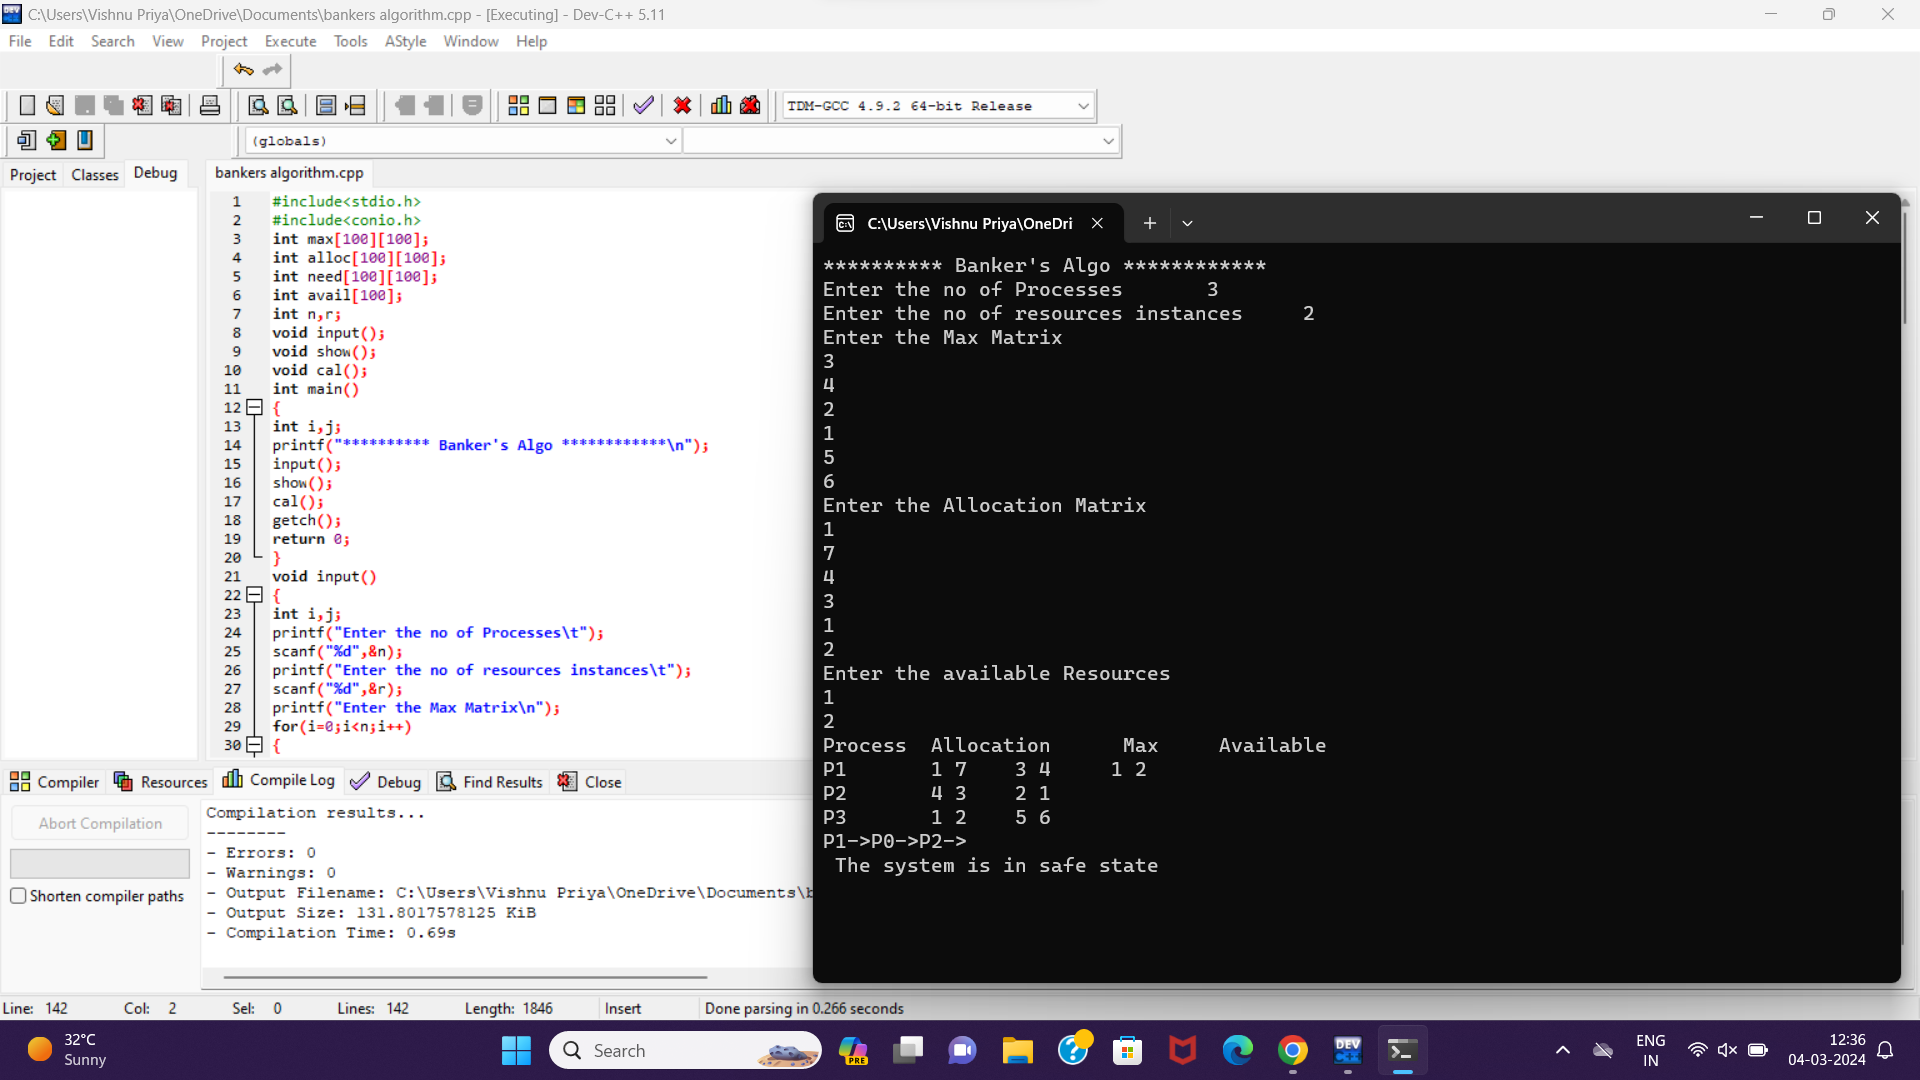 C:\Users\Vishnu Priya\OneDrive\Documents\bankers algorithm.cpp - [Executing] - Dev-C++ 5.11
File Edit Search View Project Execute Tools AStyle Window Help
TDM-GCC 4.9.2 64-bit Release
(globals)
Project Classes Debug
bankers algorithm.cpp
1 #include<stdio.h>
2 #include<conio.h>
3 int max[100][100];
4 int alloc[100][100];
5 int need[100][100];
6 int avail[100];
7 int n,r;
8 void input();
9 void show();
10 void cal();
11 int main()
12 {
13 int i,j;
14 printf("********** Banker's Algo ************\n");
15 input();
16 show();
17 cal();
18 getch();
19 return 0;
20 }
21 void input()
22 {
23 int i,j;
24 printf("Enter the no of Processes\t");
25 scanf("%d",&n);
26 printf("Enter the no of resources instances\t");
27 scanf("%d",&r);
28 printf("Enter the Max Matrix\n");
29 for(i=0;i<n;i++)
30 {
C:\Users\Vishnu Priya\OneDri
********** Banker's Algo ************
Enter the no of Processes 3
Enter the no of resources instances 2
Enter the Max Matrix
3
4
2
1
5
6
Enter the Allocation Matrix
1
7
4
3
1
2
Enter the available Resources
1
2
Process Allocation Max Available
P1 1 7 3 4 1 2
P2 4 3 2 1
P3 1 2 5 6
P1->P0->P2->
The system is in safe state
Compiler Resources Compile Log Debug Find Results Close
Abort Compilation
Shorten compiler paths
Compilation results...
--------
- Errors: 0
- Warnings: 0
- Output Filename: C:\Users\Vishnu Priya\OneDrive\Documents\b
- Output Size: 131.8017578125 KiB
- Compilation Time: 0.69s
Line: 142 Col: 2 Sel: 0 Lines: 142 Length: 1846 Insert Done parsing in 0.266 seconds
32°C
Sunny
Search
PRE
DEV
C++
ENG
IN
12:36
04-03-2024